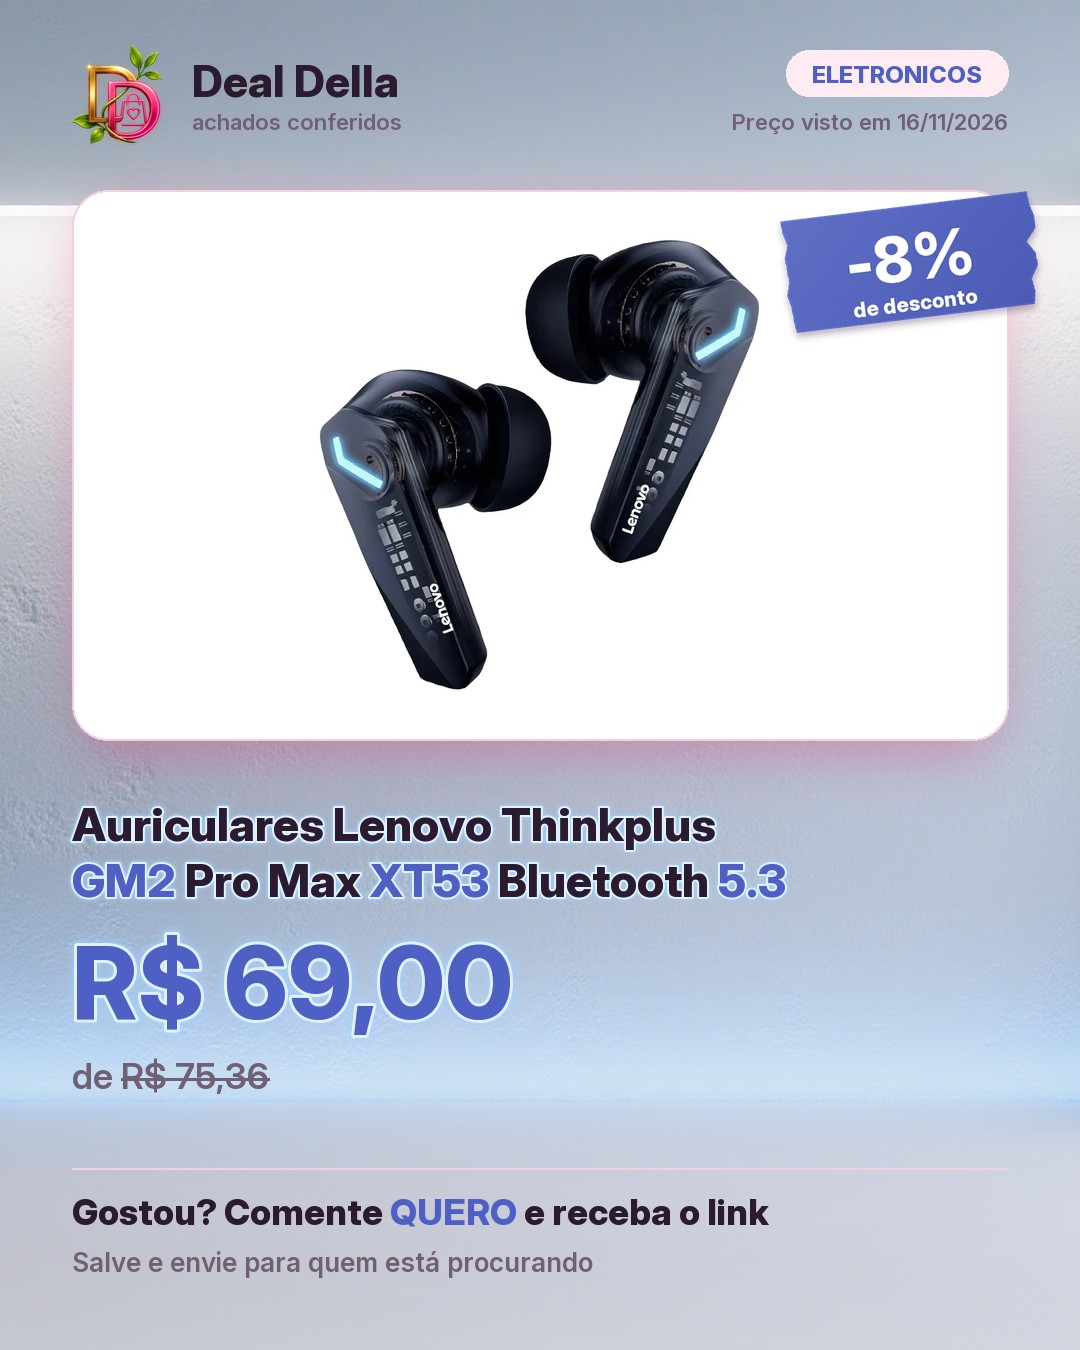 Deal Della
achados conferidos
ELETRONICOS
Preço visto em 16/11/2026
-8%
de desconto
Lenovo
Lenovo
Auriculares Lenovo Thinkplus
GM2 Pro Max XT53 Bluetooth 5.3
R$ 69,00
de R$ 75,36
Gostou? Comente QUERO e receba o link
Salve e envie para quem está procurando